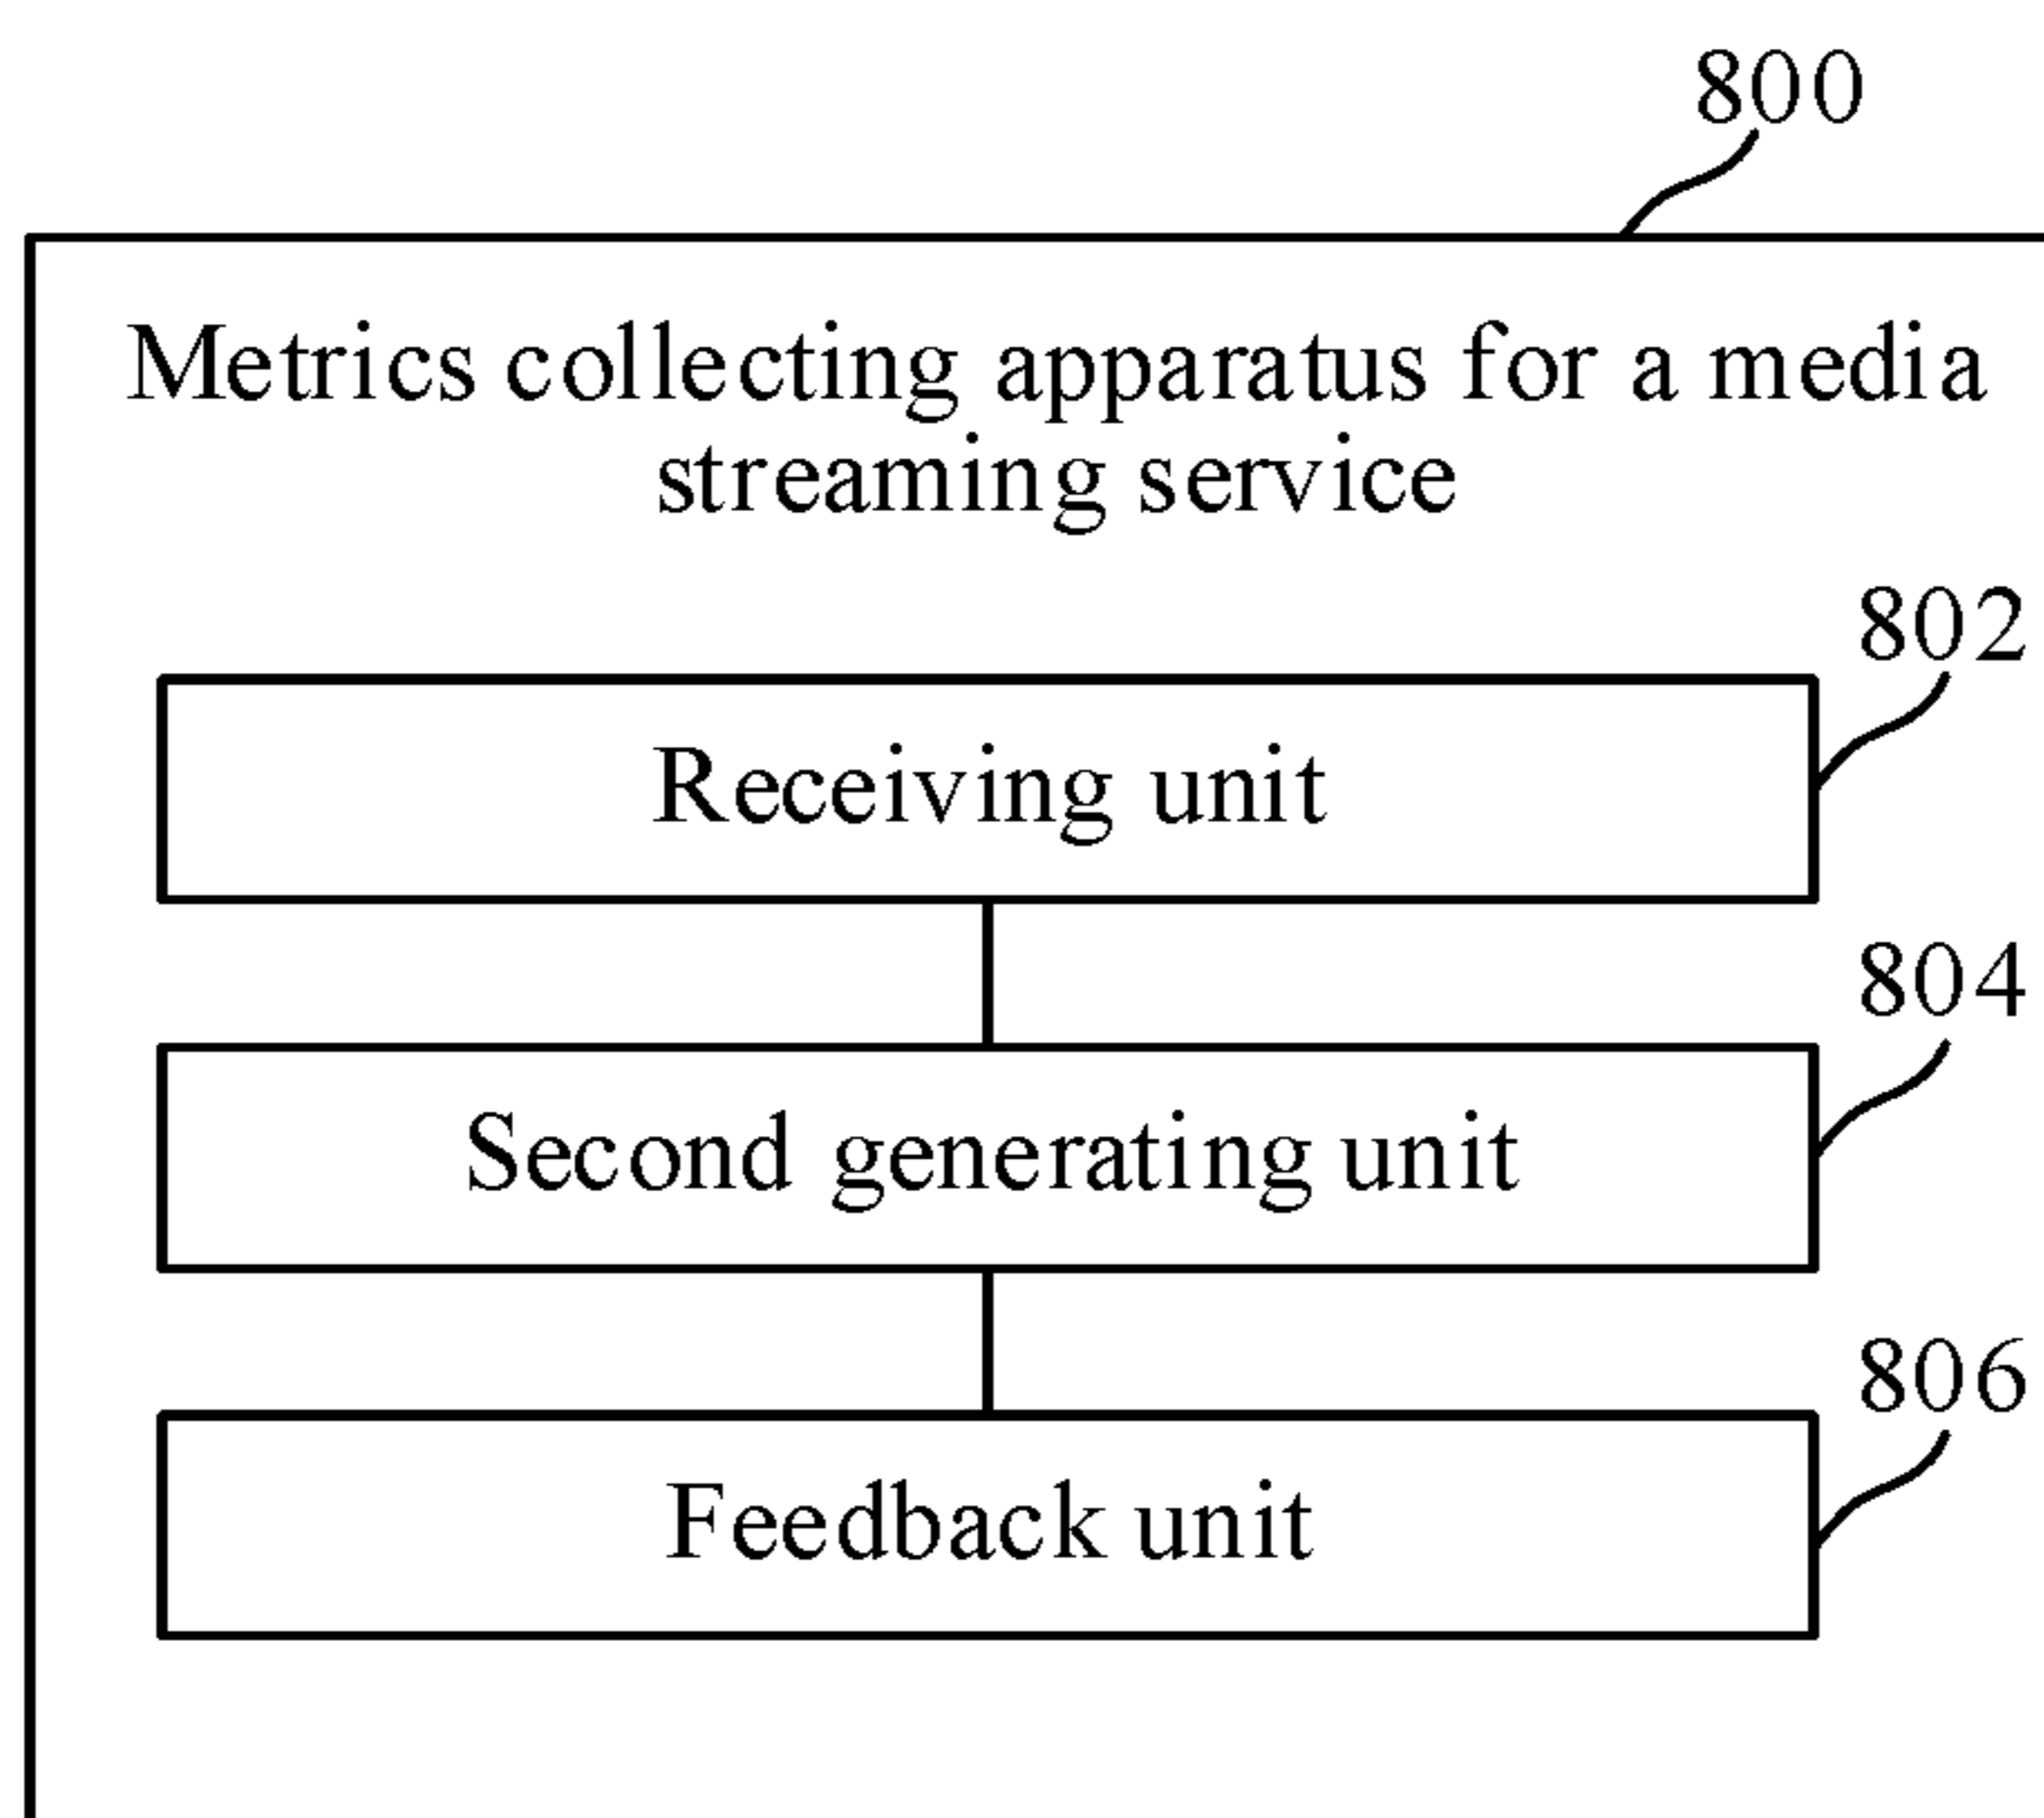 800
Metrics collecting apparatus for a media
streaming service
802
Receiving unit
804
Second generating unit
806
Feedback unit